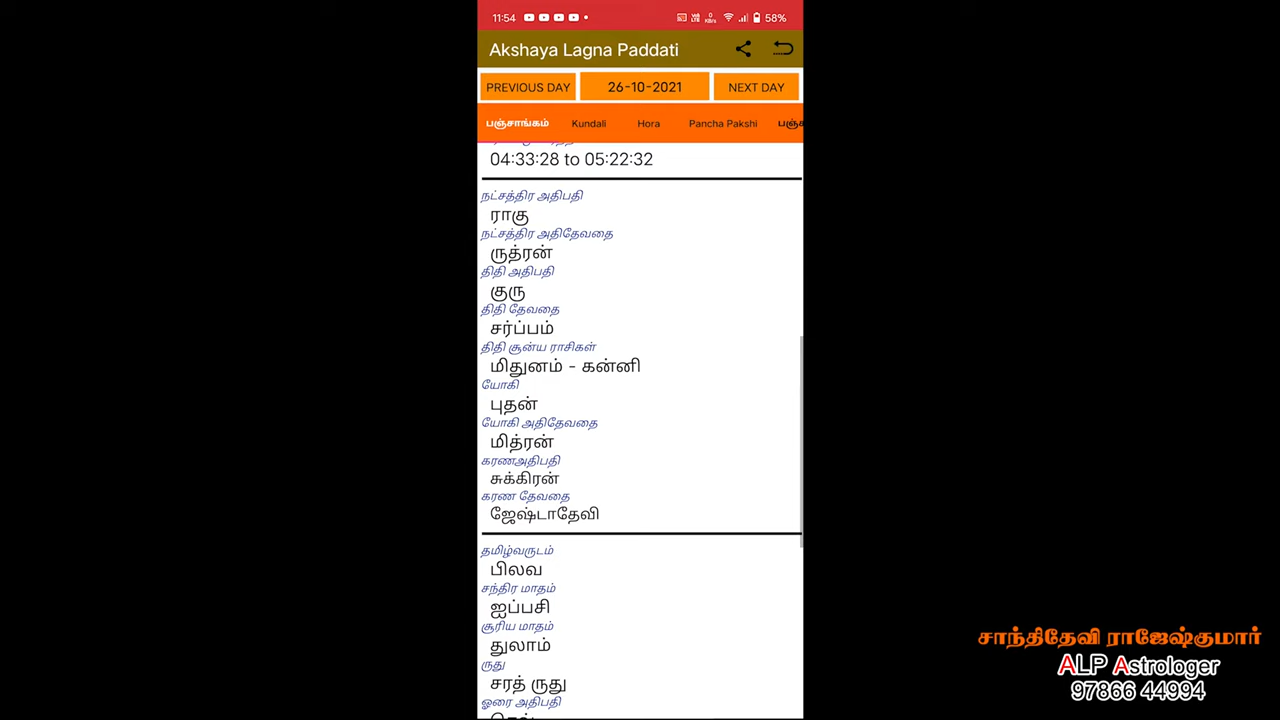 11:54
0
KB/s
58%
Akshaya Lagna Paddati
PREVIOUS DAY
26-10-2021
NEXT DAY
பஞ்சாங்கம்
Kundali
Hora
Pancha Pakshi
04:33:28 to 05:22:32
நட்சத்திர அதிபதி
ராகு
நட்சத்திர அதிதேவதை
ருத்ரன்
திதி அதிபதி
குரு
திதி தேவதை
சர்ப்பம்
திதி சூன்ய ராசிகள்
மிதுனம் - கன்னி
யோகி
புதன்
யோகி அதிதேவதை
மித்ரன்
கரணஅதிபதி
சுக்கிரன்
கரண தேவதை
ஜேஷ்டாதேவி
தமிழ்வருடம்
பிலவ
சந்திர மாதம்
ஐப்பசி
சூரிய மாதம்
துலாம்
ருது
சரத் ருது
ஓரை அதிபதி
சாந்திதேவி ராஜேஷ்குமார்
ALP Astrologer
97866 44994